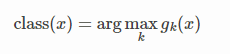 class(x) = arg max_k g_k(x)